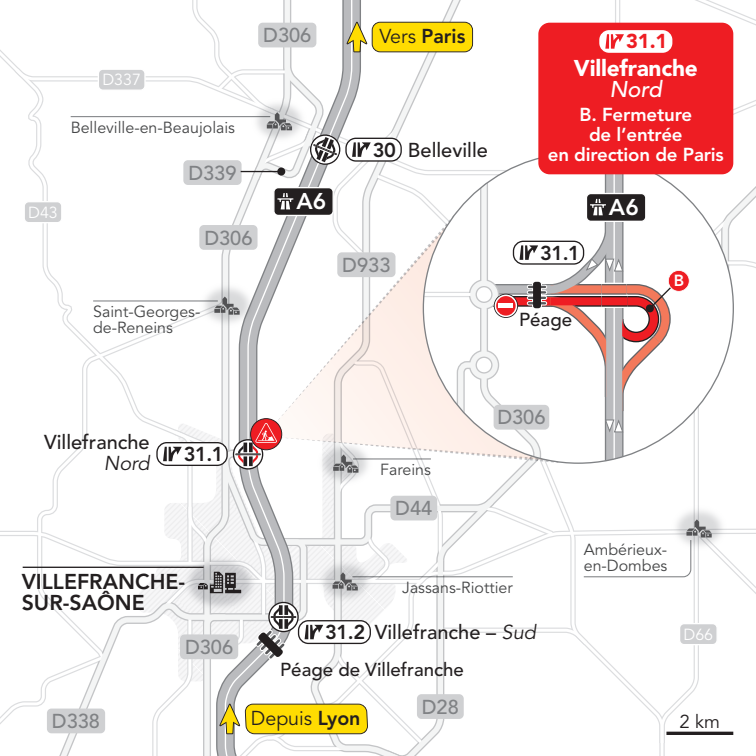 D306
Vers Paris
31.1
Villefranche
Nord
B. Fermeture
de l'entrée
en direction de Paris
D337
Belleville-en-Beaujolais
30 Belleville
D339
A6
A6
D43
D306
D933
31.1
B
Péage
Saint-Georges-
de-Reneins
D306
Villefranche
Nord
31.1
Fareins
D44
Ambérieux-
en-Dombes
VILLEFRANCHE-
SUR-SAÔNE
Jassans-Riottier
31.2 Villefranche – Sud
D306
D66
Péage de Villefranche
D338
Depuis Lyon
D28
2 km